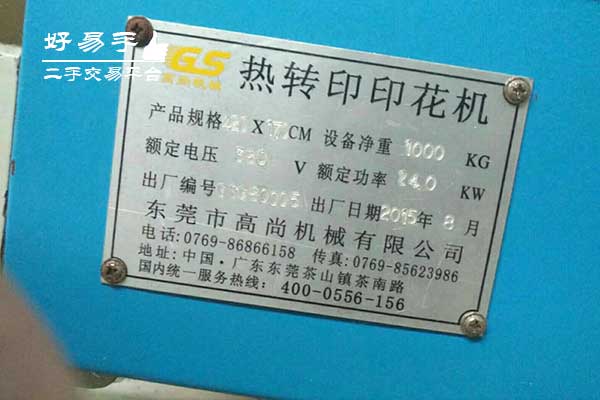 好易手
二手交易平台
GS
热转印印花机
产品规格 X CM 设备净重 1000 KG
额定电压 380 V 额定功率 24.0 KW
出厂编号 出厂日期 2015年 8月
东莞市高尚机械有限公司
电话:0769-86866158 传真:0769-85623986
地址:中国·广东东莞茶山镇茶南路
国内统一服务热线:400-0556-156